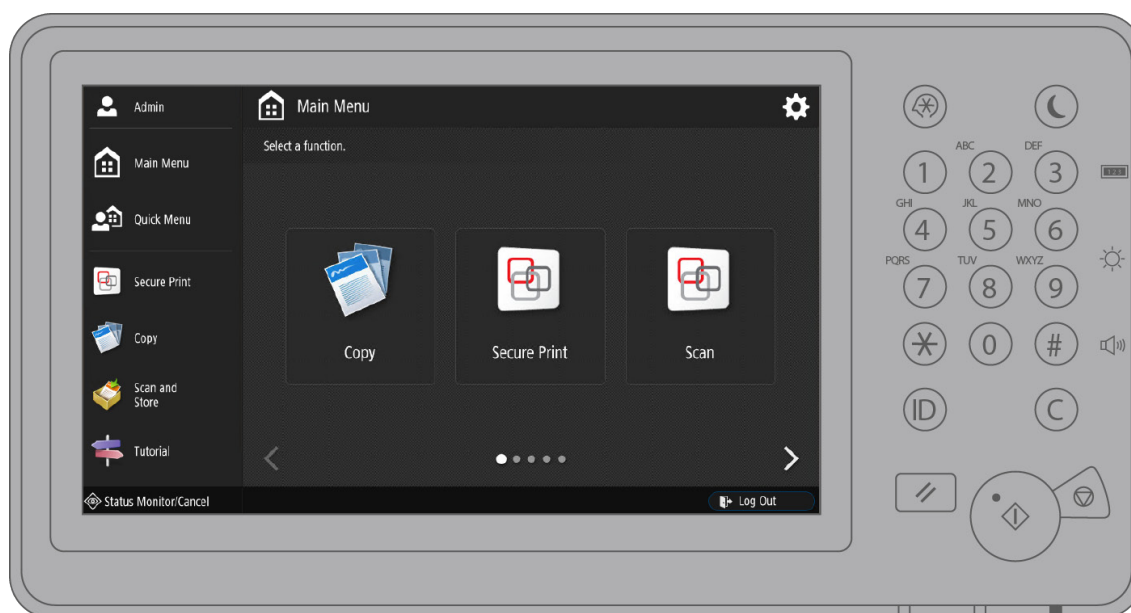 Admin
Main Menu
Quick Menu
Secure Print
Copy
Scan and
Store
Tutorial
Status Monitor/Cancel
Main Menu
Select a function.
Copy
Secure Print
Scan
Log Out
ABC DEF
1 2 3
123
GHI JKL MNO
4 5 6
PQRS TUV WXYZ
7 8 9
* 0 #
ID C